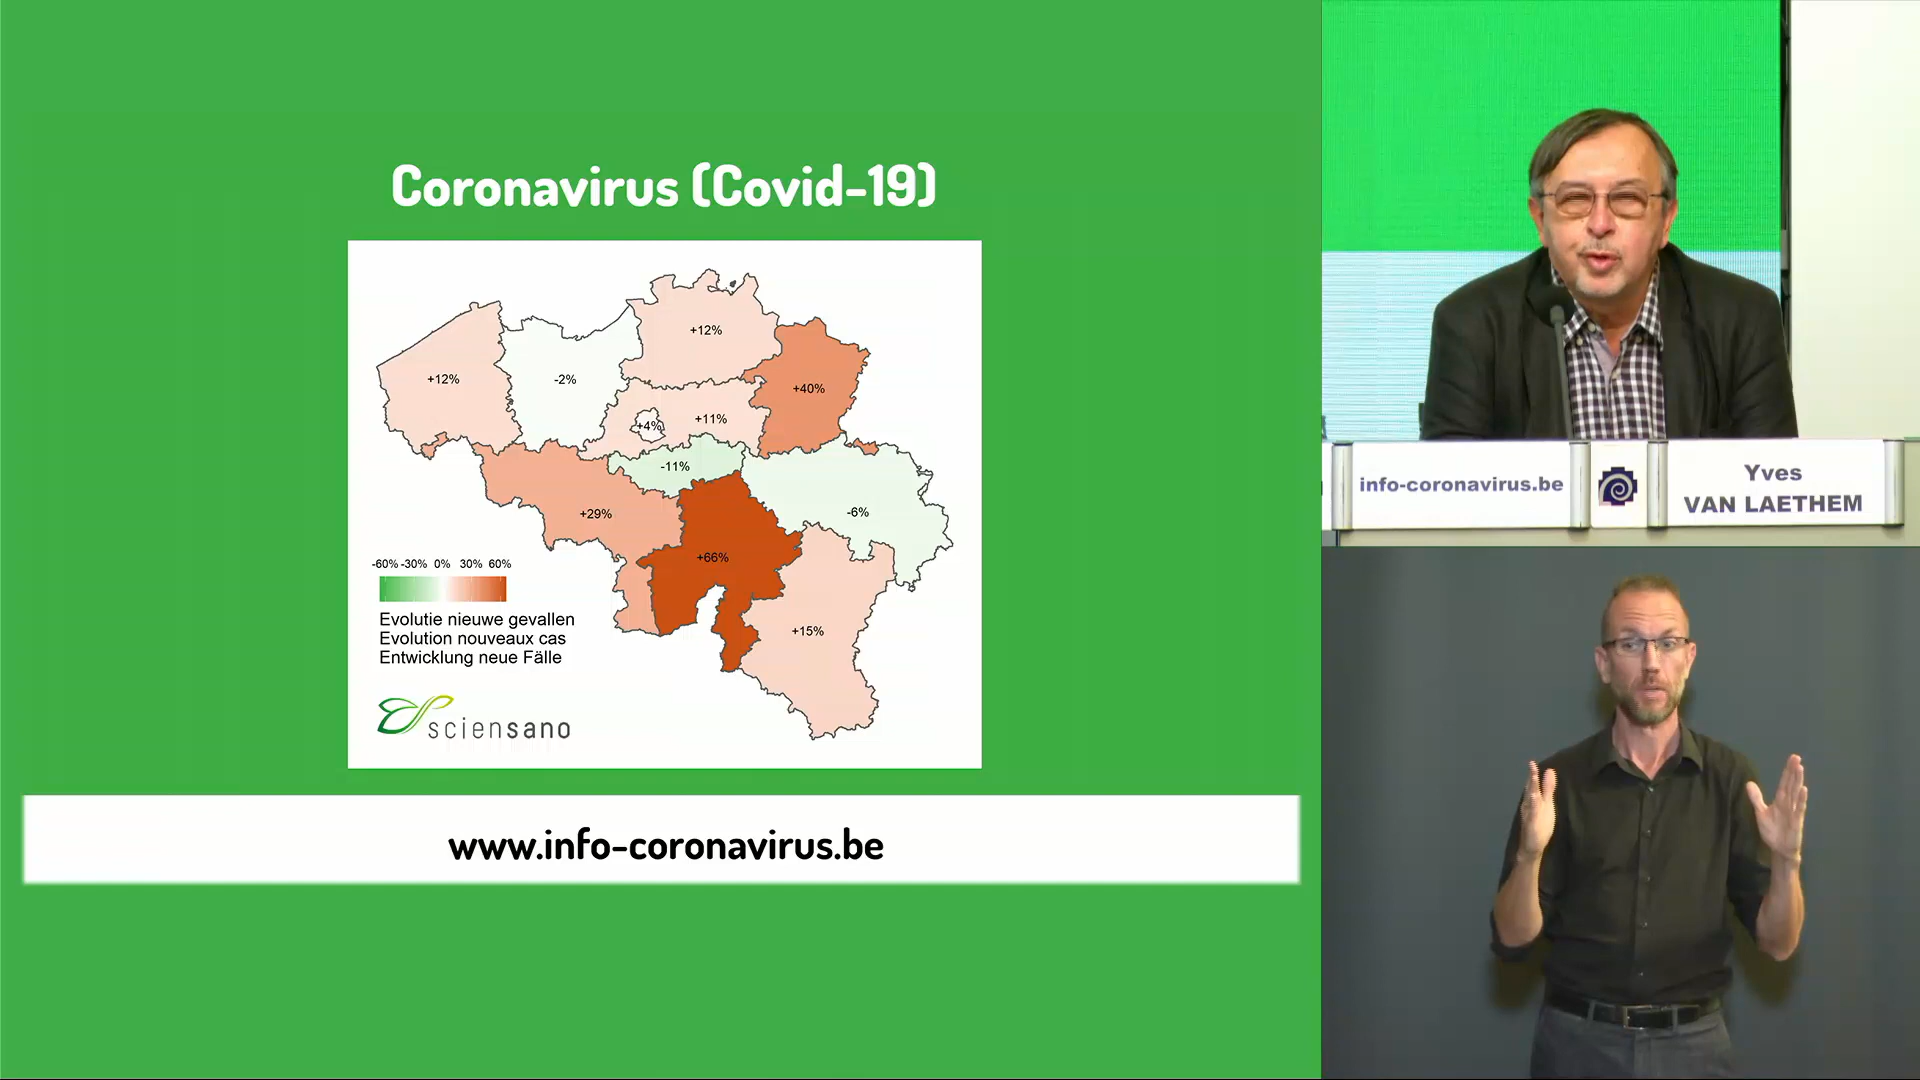 Coronavirus (Covid-19)
+12%
+12%
-2%
+40%
+11%
+4%
-11%
-6%
+29%
+66%
+15%
-60% -30% 0% 30% 60%
Evolutie nieuwe gevallen
Evolution nouveaux cas
Entwicklung neue Fälle
sciensano
www.info-coronavirus.be
info-coronavirus.be
Yves
VAN LAETHEM